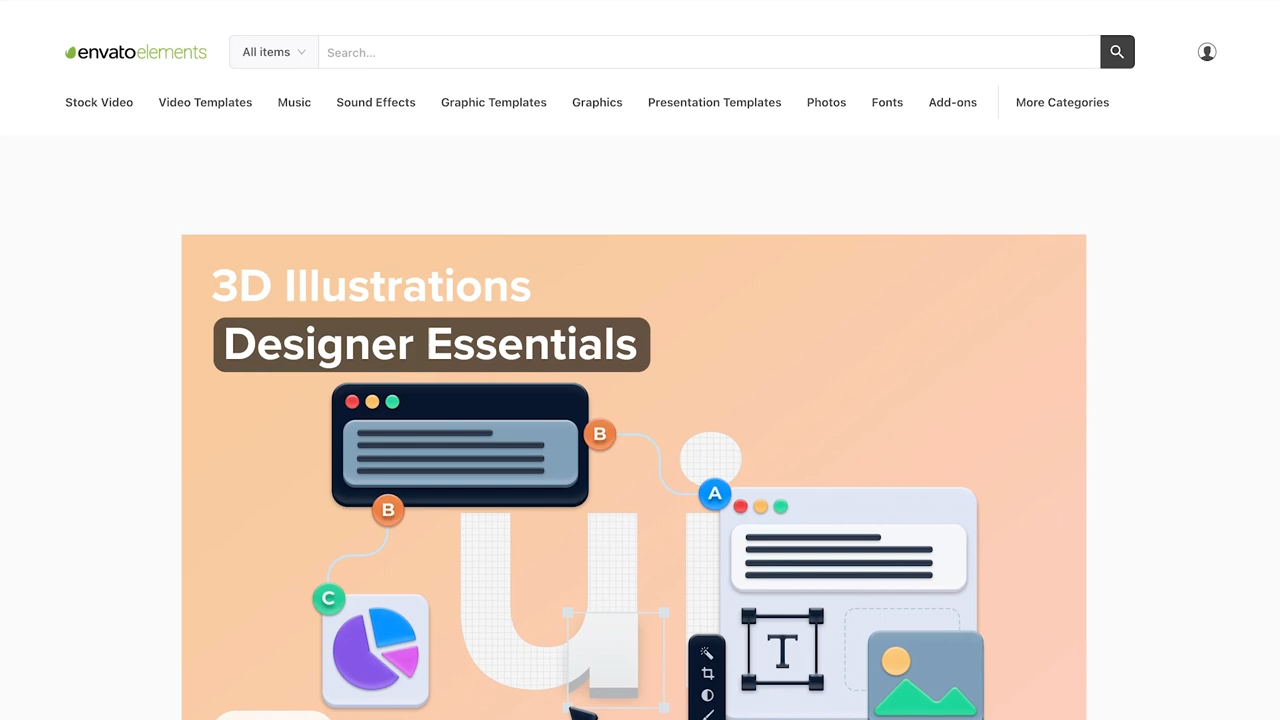 envatoelements
All items
Search...
Stock Video
Video Templates
Music
Sound Effects
Graphic Templates
Graphics
Presentation Templates
Photos
Fonts
Add-ons
More Categories
3D Illustrations
Designer Essentials
B
A
B
C
ui
T